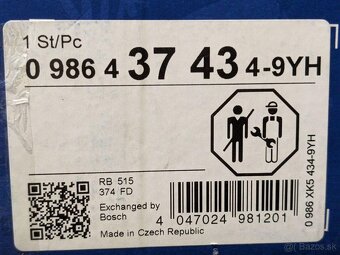 1 St/Pc
0 986 4 37 43 4-9YH
RB 515
374 FD
Exchanged by
Bosch
Made in Czech Republic
4 047024 981201
0 986 XK5 434-9YH
bazos.sk